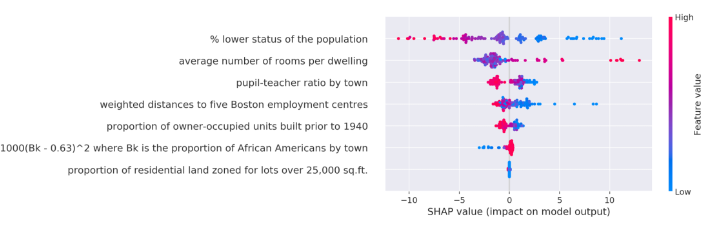 High
% lower status of the population
average number of rooms per dwelling
pupil-teacher ratio by town
weighted distances to five Boston employment centres
proportion of owner-occupied units built prior to 1940
1000(Bk - 0.63)^2 where Bk is the proportion of African Americans by town
proportion of residential land zoned for lots over 25,000 sq.ft.
Feature value
Low
−10 −5 0 5 10
SHAP value (impact on model output)